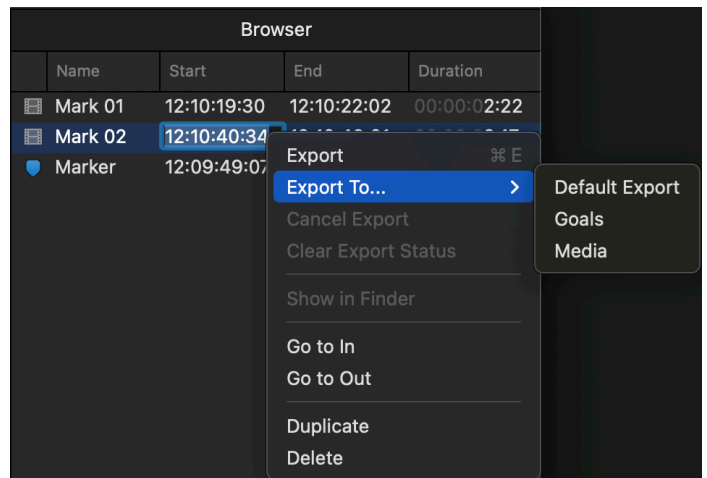 Browser
Name Start End Duration
Mark 01 12:10:19:30 12:10:22:02 00:00:02:22
Mark 02 12:10:40:34
Marker 12:09:49:07
Export ⌘ E
Export To... >
Default Export
Goals
Media
Cancel Export
Clear Export Status
Show in Finder
Go to In
Go to Out
Duplicate
Delete